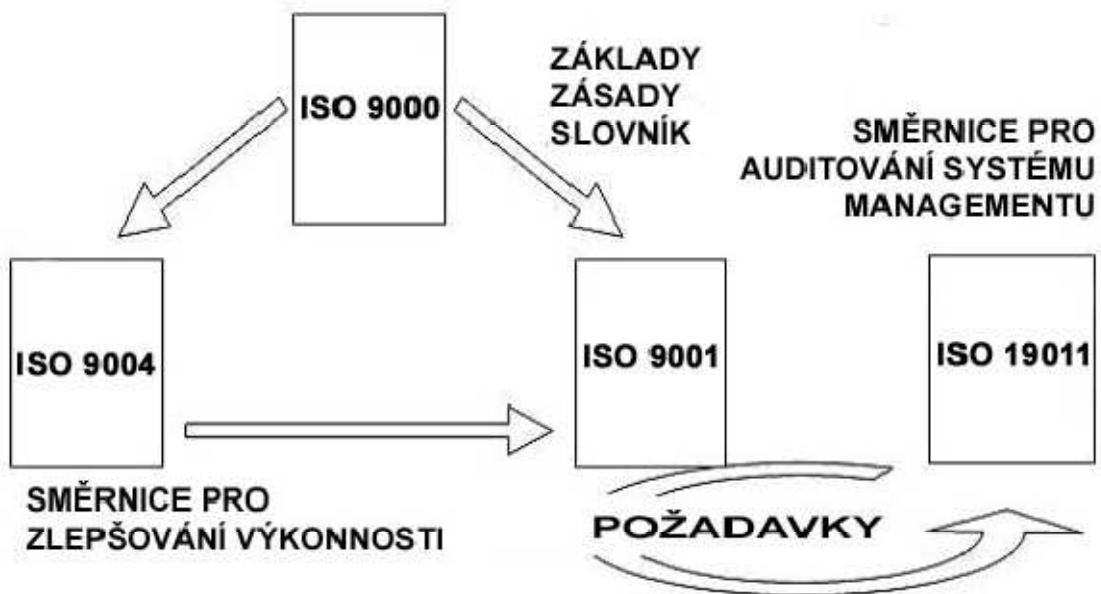 ISO 9000
ZÁKLADY
ZÁSADY
SLOVNÍK
SMĚRNICE PRO
AUDITOVÁNÍ SYSTÉMU
MANAGEMENTU
ISO 9004
ISO 9001
ISO 19011
SMĚRNICE PRO
ZLEPŠOVÁNÍ VÝKONNOSTI
POŽADAVKY